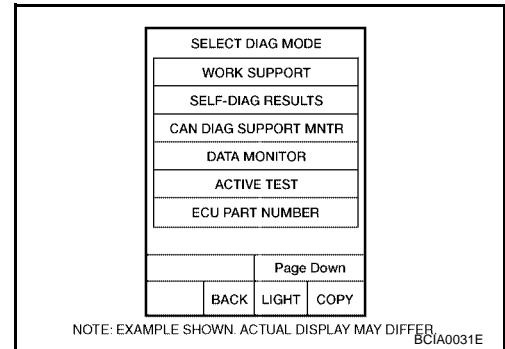 SELECT DIAG MODE
WORK SUPPORT
SELF-DIAG RESULTS
CAN DIAG SUPPORT MNTR
DATA MONITOR
ACTIVE TEST
ECU PART NUMBER
Page Down
BACK LIGHT COPY
NOTE: EXAMPLE SHOWN. ACTUAL DISPLAY MAY DIFFER.
BCIA0031E